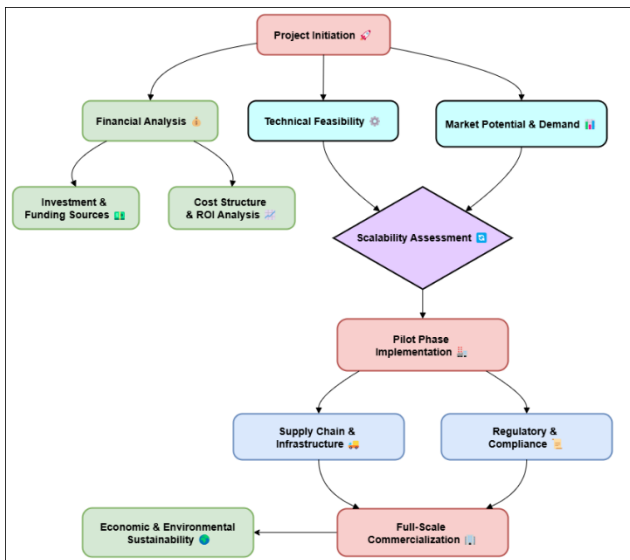 Project Initiation 🚀
Financial Analysis 💰
Technical Feasibility ⚙️
Market Potential & Demand 📊
Investment &
Funding Sources 💵
Cost Structure
& ROI Analysis 📈
Scalability Assessment 🔃
Pilot Phase
Implementation 🏭
Supply Chain &
Infrastructure 🚚
Regulatory &
Compliance 📜
Economic & Environmental
Sustainability 🌍
Full-Scale
Commercialization 🏢